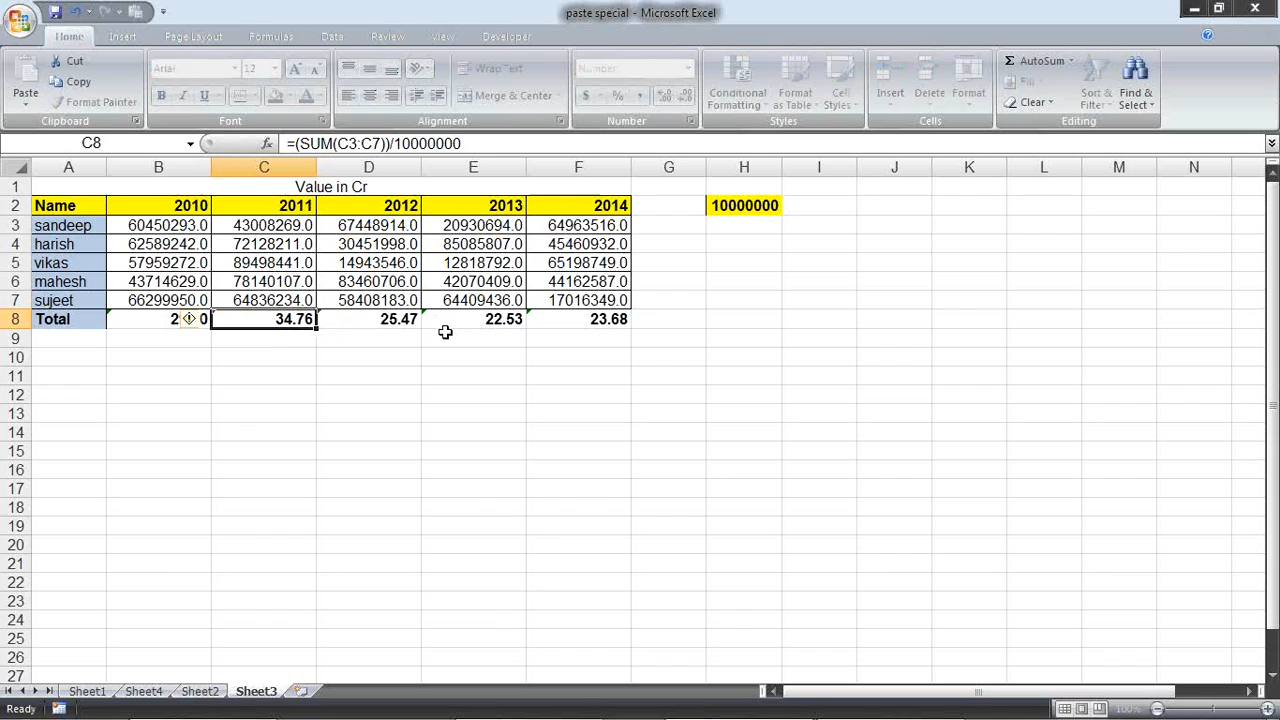 paste special - Microsoft Excel
Home Insert Page Layout Formulas Data Review View Developer
Paste
Cut
Copy
Format Painter
Clipboard
Arial 12
B I U
Font
Wrap Text
Merge & Center
Alignment
Number
$ % ,
Number
Conditional Formatting
Format as Table
Cell Styles
Styles
Insert Delete Format
Cells
Σ AutoSum
Fill
Clear
Sort & Filter
Find & Select
Editing
C8 fx =(SUM(C3:C7))/10000000
A B C D E F G H I J K L M N
1 Value in Cr
2 Name 2010 2011 2012 2013 2014 10000000
3 sandeep 60450293.0 43008269.0 67448914.0 20930694.0 64963516.0
4 harish 62589242.0 72128211.0 30451998.0 85085807.0 45460932.0
5 vikas 57959272.0 89498441.0 14943546.0 12818792.0 65198749.0
6 mahesh 43714629.0 78140107.0 83460706.0 42070409.0 44162587.0
7 sujeet 66299950.0 64836234.0 58408183.0 64409436.0 17016349.0
8 Total 2 0 34.76 25.47 22.53 23.68
9
10
11
12
13
14
15
16
17
18
19
20
21
22
23
24
25
26
27
Sheet1 Sheet4 Sheet2 Sheet3
Ready 100%